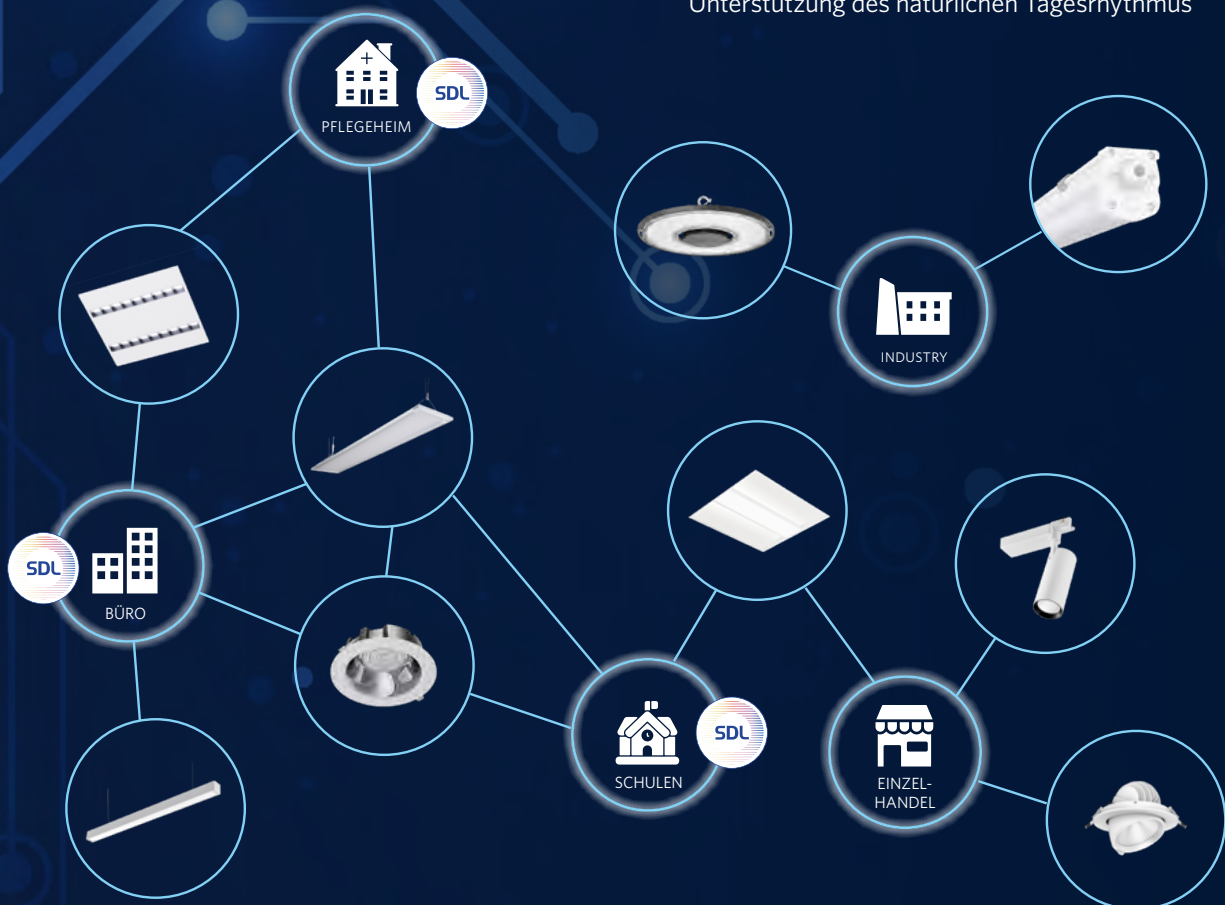 Unterstützung des natürlichen Tagesrhythmus
PFLEGEHEIM
SDL
INDUSTRY
SDL
BÜRO
SCHULEN
SDL
EINZEL-
HANDEL